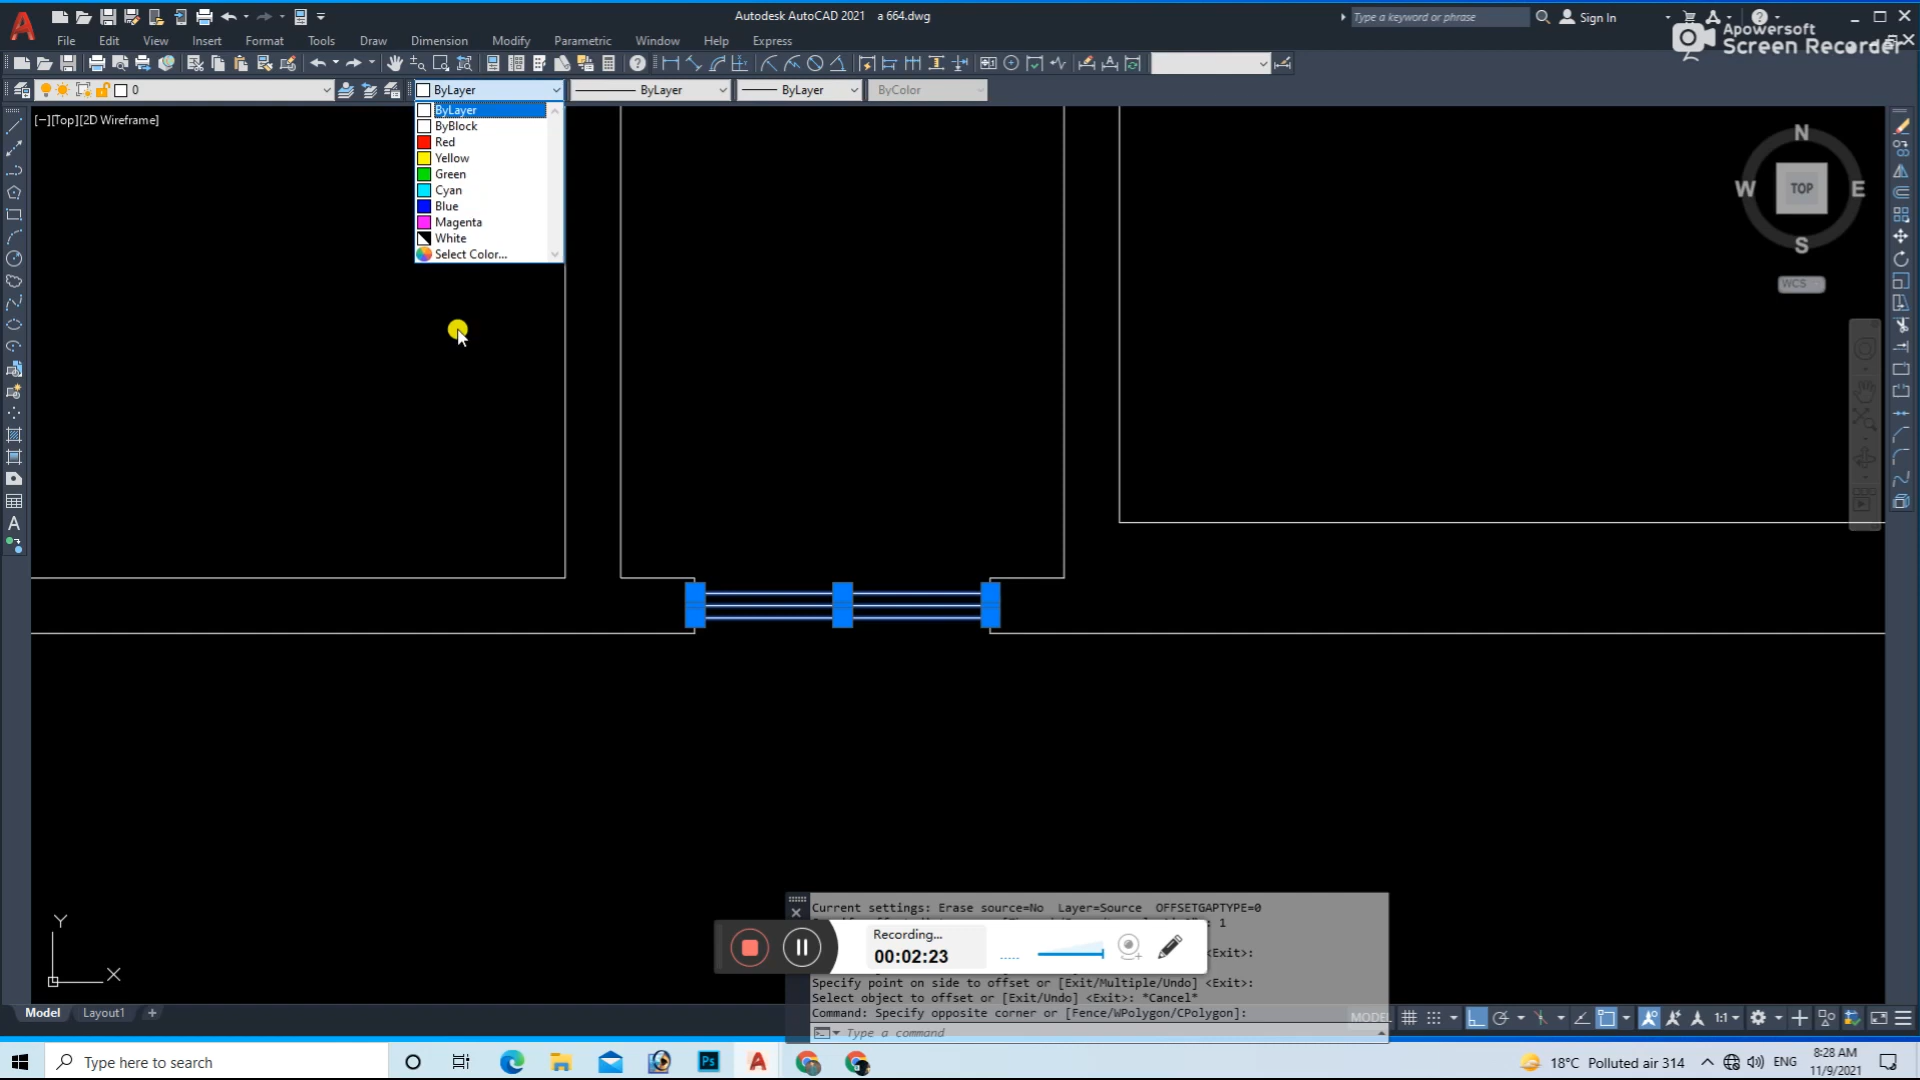 Autodesk AutoCAD 2021 a 664.dwg
Type a keyword or phrase
Sign In
Apowersoft
Screen Recorder
File Edit View Insert Format Tools Draw Dimension Modify Parametric Window Help Express
0
ByLayer
ByLayer
ByLayer
ByColor
ByLayer
ByBlock
Red
Yellow
Green
Cyan
Blue
Magenta
White
Select Color...
[−][Top][2D Wireframe]
N
W
TOP
E
S
WCS
Y
X
Current settings: Erase source=No Layer=Source OFFSETGAPTYPE=0
: 1
Recording...
00:02:23
<Exit>:
Specify point on side to offset or [Exit/Multiple/Undo] <Exit>:
Select object to offset or [Exit/Undo] <Exit>: *Cancel*
Command: Specify opposite corner or [Fence/WPolygon/CPolygon]:
Type a command
Model
Layout1
MODEL
1:1
Type here to search
Ps
18°C Polluted air 314
ENG
8:28 AM
11/9/2021